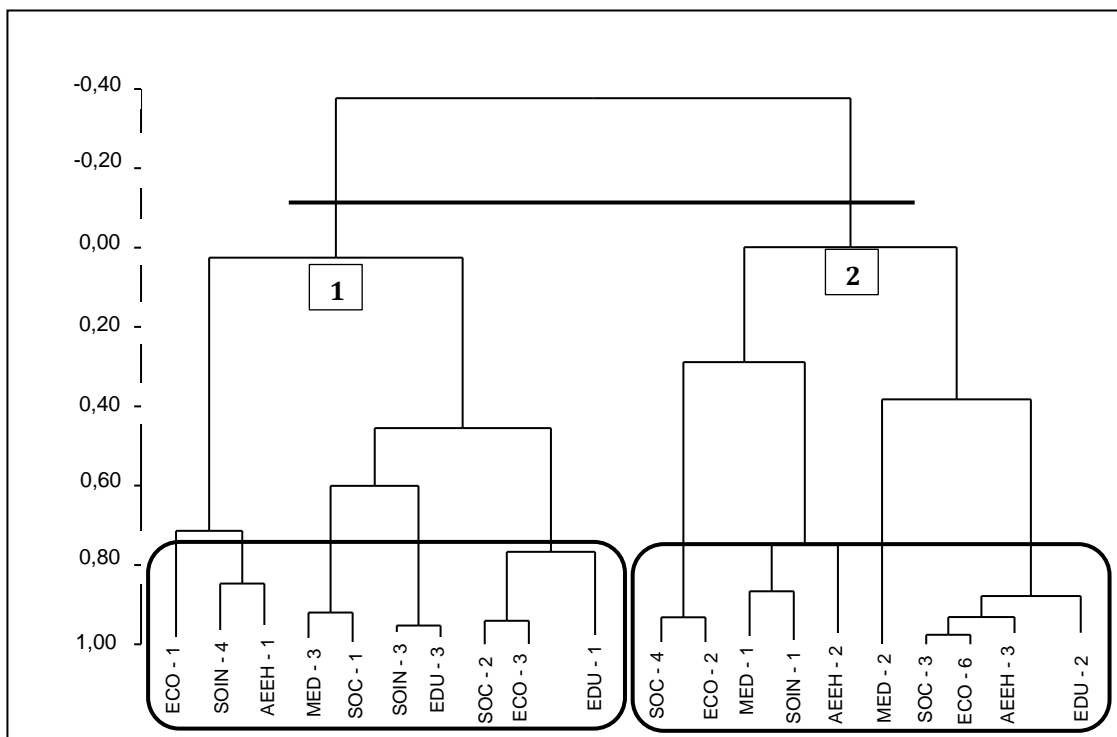 -0,40
-0,20
0,00
0,20
0,40
0,60
0,80
1,00
1
2
ECO - 1
SOIN - 4
AEEH - 1
MED - 3
SOC - 1
SOIN - 3
EDU - 3
SOC - 2
ECO - 3
EDU - 1
SOC - 4
ECO - 2
MED - 1
SOIN - 1
AEEH - 2
MED - 2
SOC - 3
ECO - 6
AEEH - 3
EDU - 2